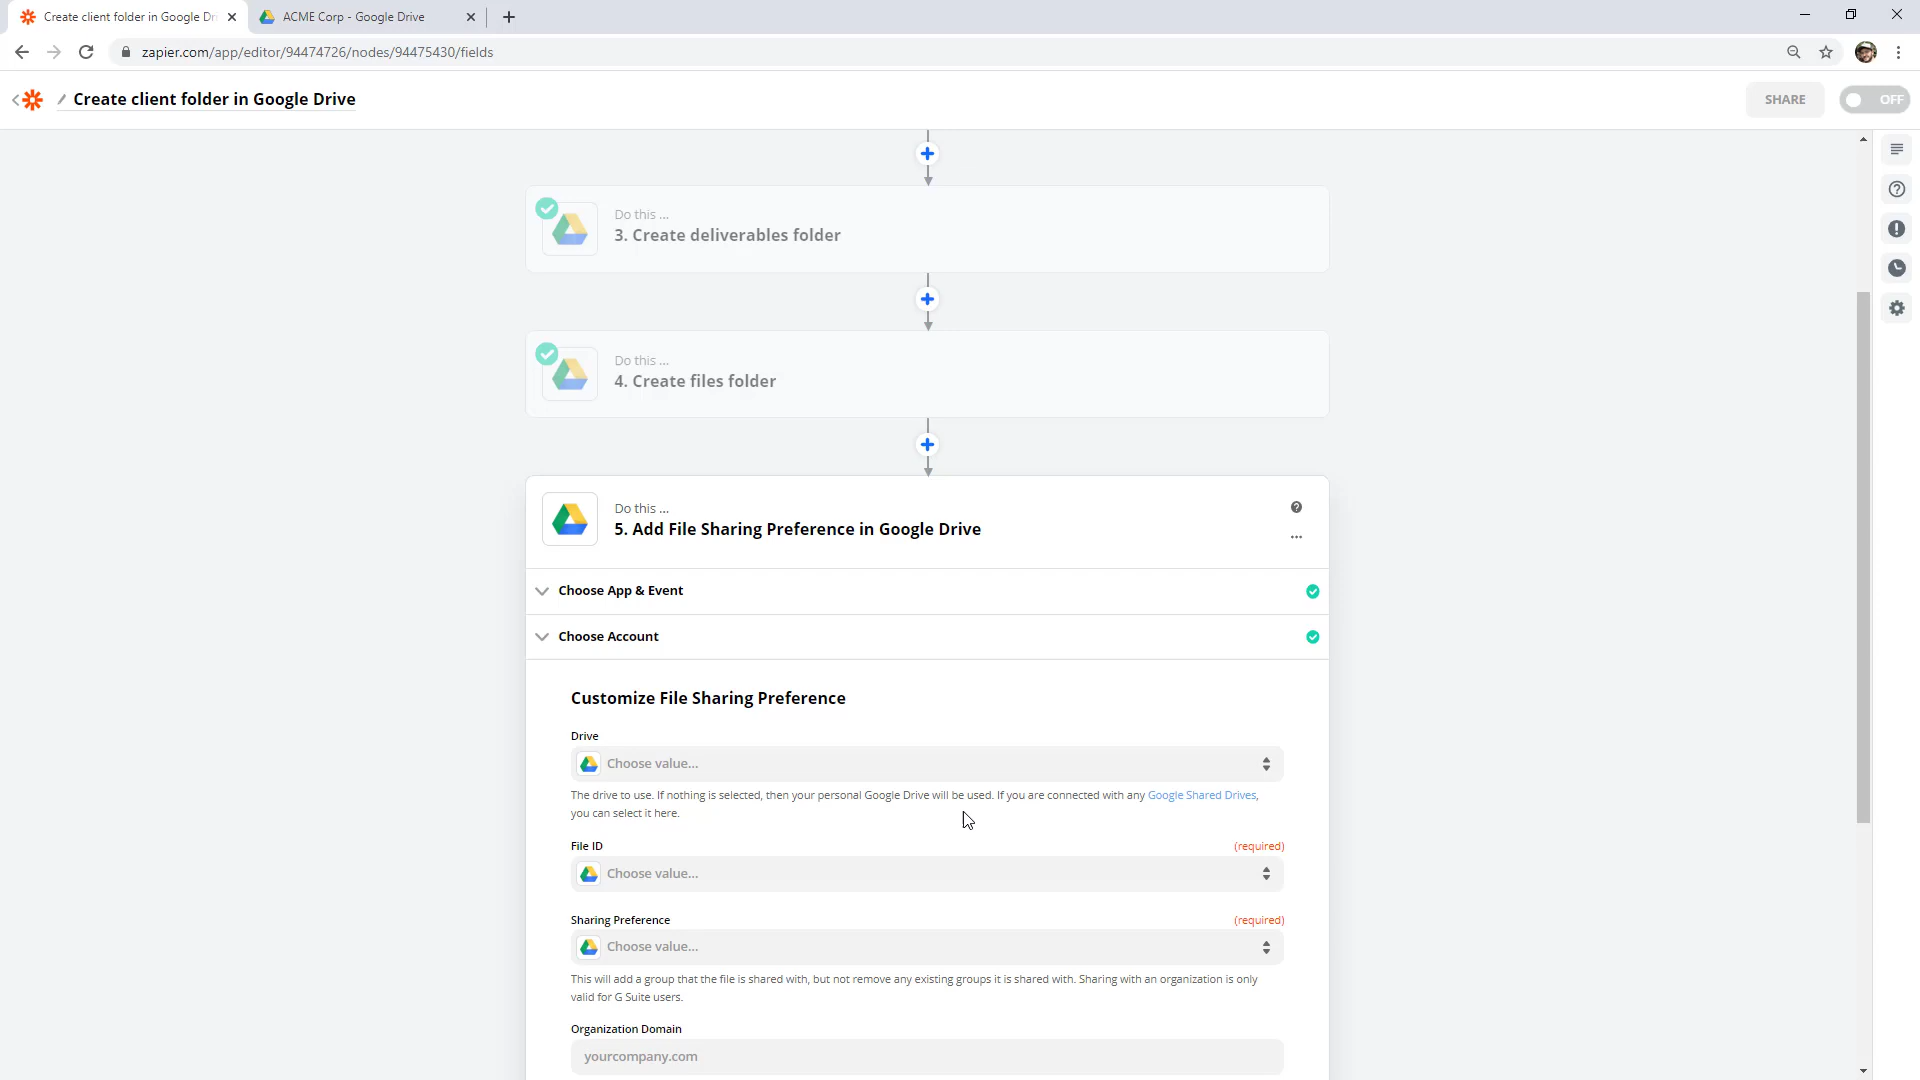 Create client folder in Google Dr
ACME Corp - Google Drive
zapier.com/app/editor/94474726/nodes/94475430/fields
Create client folder in Google Drive
SHARE
OFF
Do this ...
3. Create deliverables folder
Do this ...
4. Create files folder
Do this ...
5. Add File Sharing Preference in Google Drive
Choose App & Event
Choose Account
Customize File Sharing Preference
Drive
Choose value...
The drive to use. If nothing is selected, then your personal Google Drive will be used. If you are connected with any Google Shared Drives,
you can select it here.
File ID (required)
Choose value...
Sharing Preference (required)
Choose value...
This will add a group that the file is shared with, but not remove any existing groups it is shared with. Sharing with an organization is only
valid for G Suite users.
Organization Domain
yourcompany.com